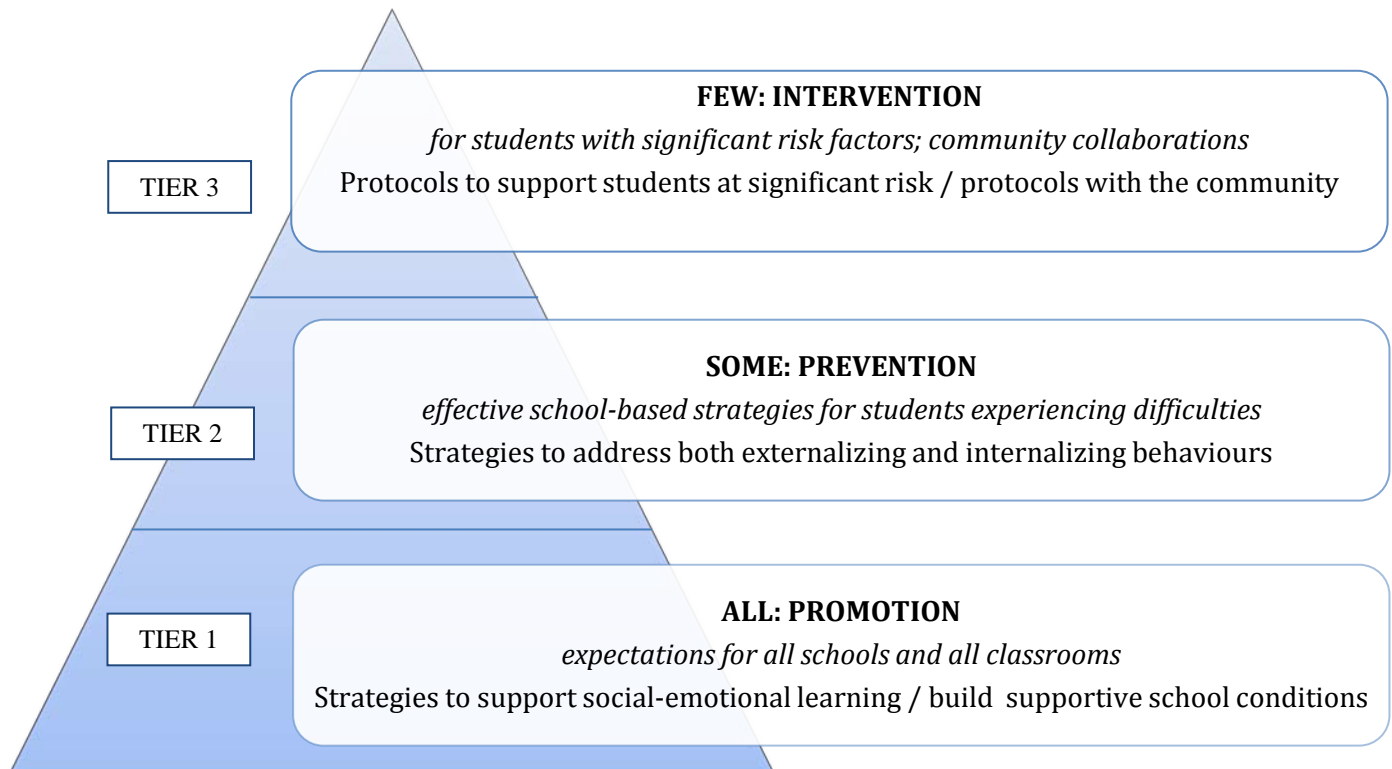 FEW: INTERVENTION
for students with significant risk factors; community collaborations
TIER 3
Protocols to support students at significant risk / protocols with the community
SOME: PREVENTION
effective school-based strategies for students experiencing difficulties
TIER 2
Strategies to address both externalizing and internalizing behaviours
ALL: PROMOTION
TIER 1
expectations for all schools and all classrooms
Strategies to support social-emotional learning / build supportive school conditions